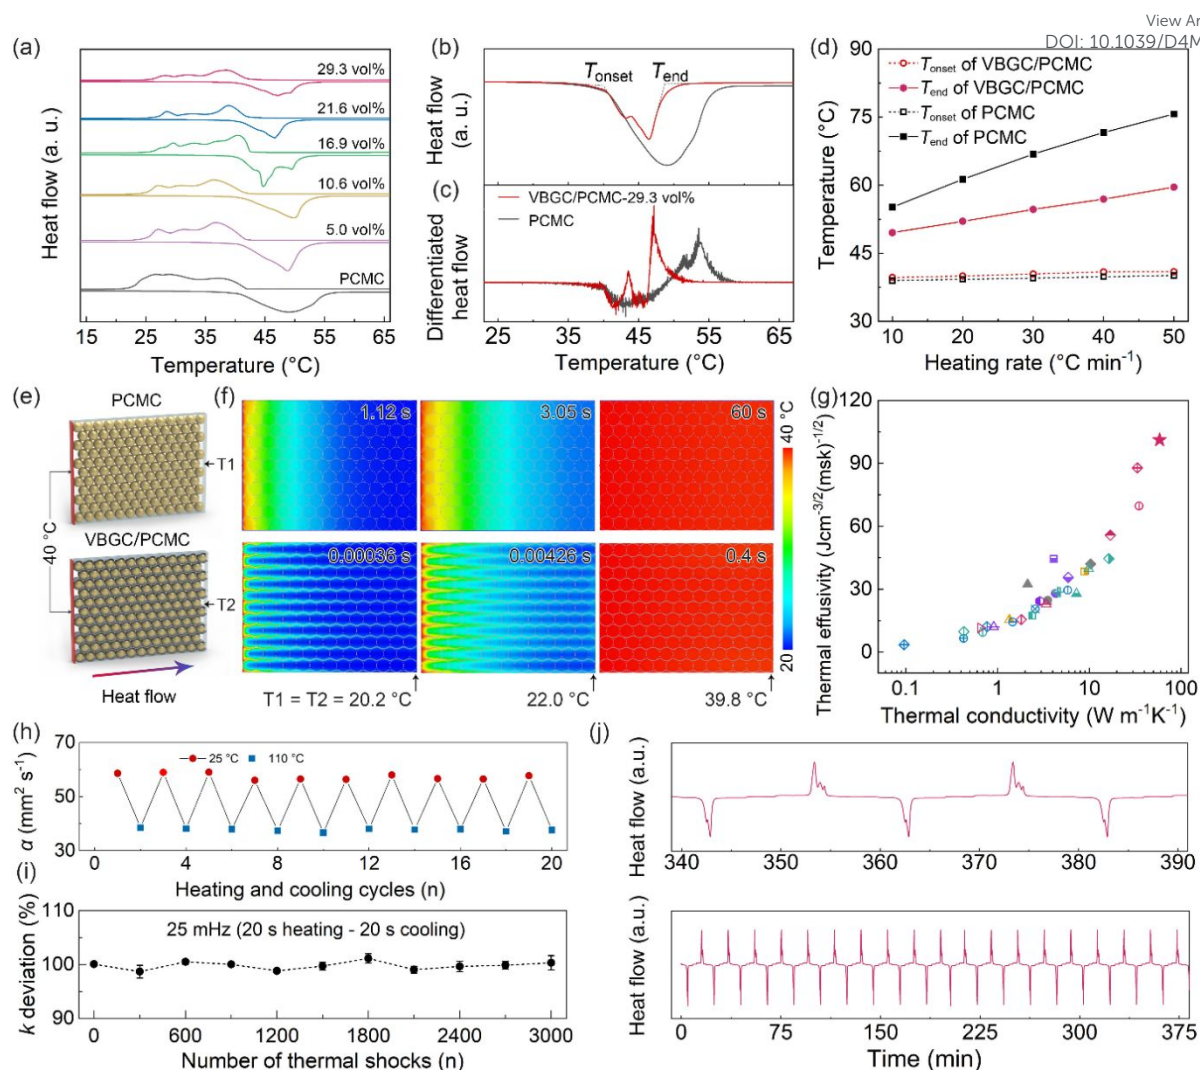 View Ar
DOI: 10.1039/D4M
(a)
Heat flow (a. u.)
29.3 vol%
21.6 vol%
16.9 vol%
10.6 vol%
5.0 vol%
PCMC
15 25 35 45 55 65
Temperature (°C)
(b)
Heat flow
(a. u.)
Tonset
Tend
(c)
Differentiated
heat flow
VBGC/PCMC-29.3 vol%
PCMC
25 35 45 55 65
Temperature (°C)
(d)
Temperature (°C)
90
75
60
45
30
Tonset of VBGC/PCMC
Tend of VBGC/PCMC
Tonset of PCMC
Tend of PCMC
10 20 30 40 50
Heating rate (°C min-1)
(e)
PCMC
T1
40 °C
VBGC/PCMC
T2
Heat flow
(f)
1.12 s
3.05 s
60 s
0.00036 s
0.00426 s
0.4 s
40 °C
20
T1 = T2 = 20.2 °C
22.0 °C
39.8 °C
(g)
Thermal effusivity (Jcm-3/2(msk)-1/2)
120
90
60
30
0
0.1 1 10 100
Thermal conductivity (W m-1K-1)
(h)
α (mm2 s-1)
70
50
30
25 °C
110 °C
0 4 8 12 16 20
Heating and cooling cycles (n)
(i)
k deviation (%)
110
100
90
25 mHz (20 s heating - 20 s cooling)
0 600 1200 1800 2400 3000
Number of thermal shocks (n)
(j)
Heat flow (a.u.)
340 350 360 370 380 390
Heat flow (a.u.)
0 75 150 225 300 375
Time (min)